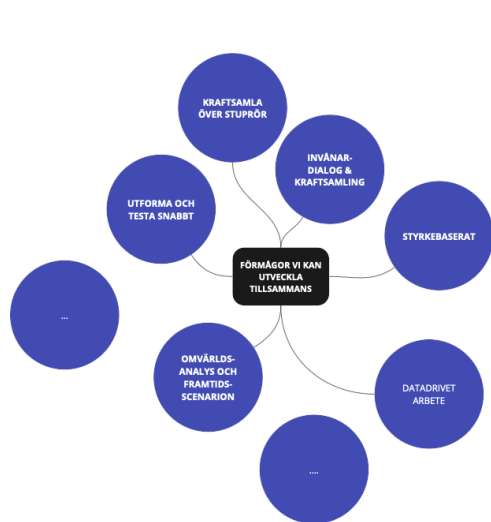 KRAFTSAMLA
ÖVER STUPRÖR
INVÅNAR-
DIALOG &
KRAFTSAMLING
UTFORMA OCH
TESTA SNABBT
STYRKEBASERAT
FÖRMÅGOR VI KAN
UTVECKLA
TILLSAMMANS
...
OMVÄRLDS-
ANALYS OCH
FRAMTIDS-
SCENARION
DATADRIVET
ARBETE
....